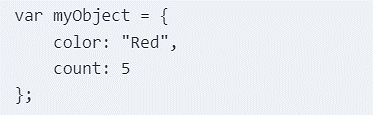 var myObject = {
    color: "Red",
    count: 5
};